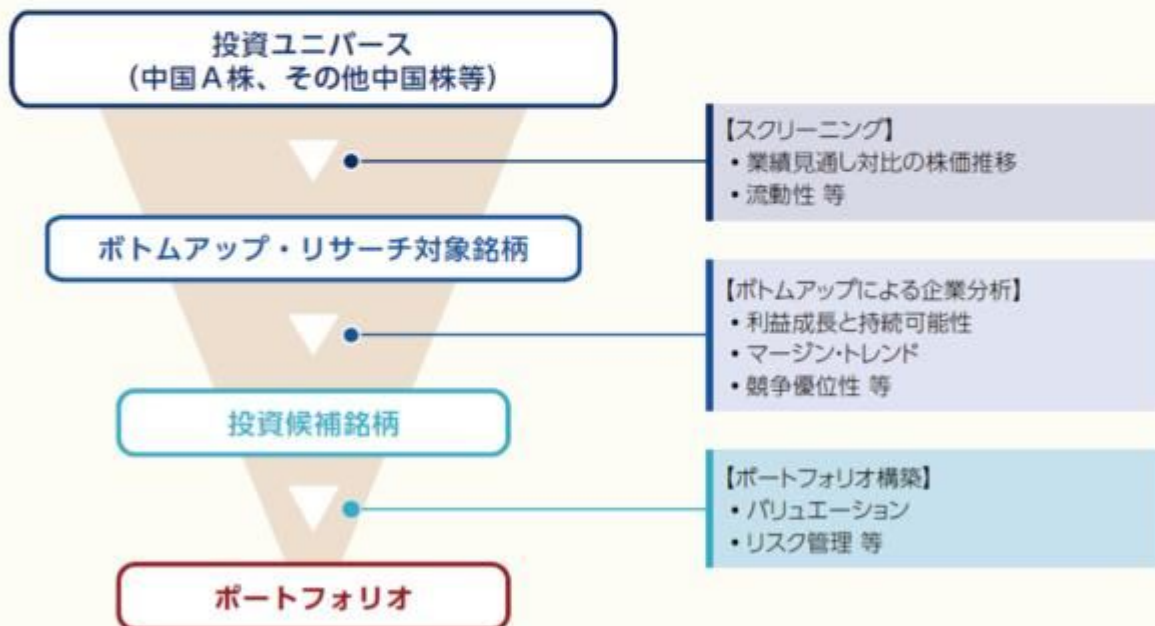 投資ユニバース
(中国A株、その他中国株等)
【スクリーニング】
• 業績見通し対比の株価推移
• 流動性 等
ボトムアップ・リサーチ対象銘柄
【ボトムアップによる企業分析】
• 利益成長と持続可能性
• マージン・トレンド
• 競争優位性 等
投資候補銘柄
【ポートフォリオ構築】
• バリュエーション
• リスク管理 等
ポートフォリオ